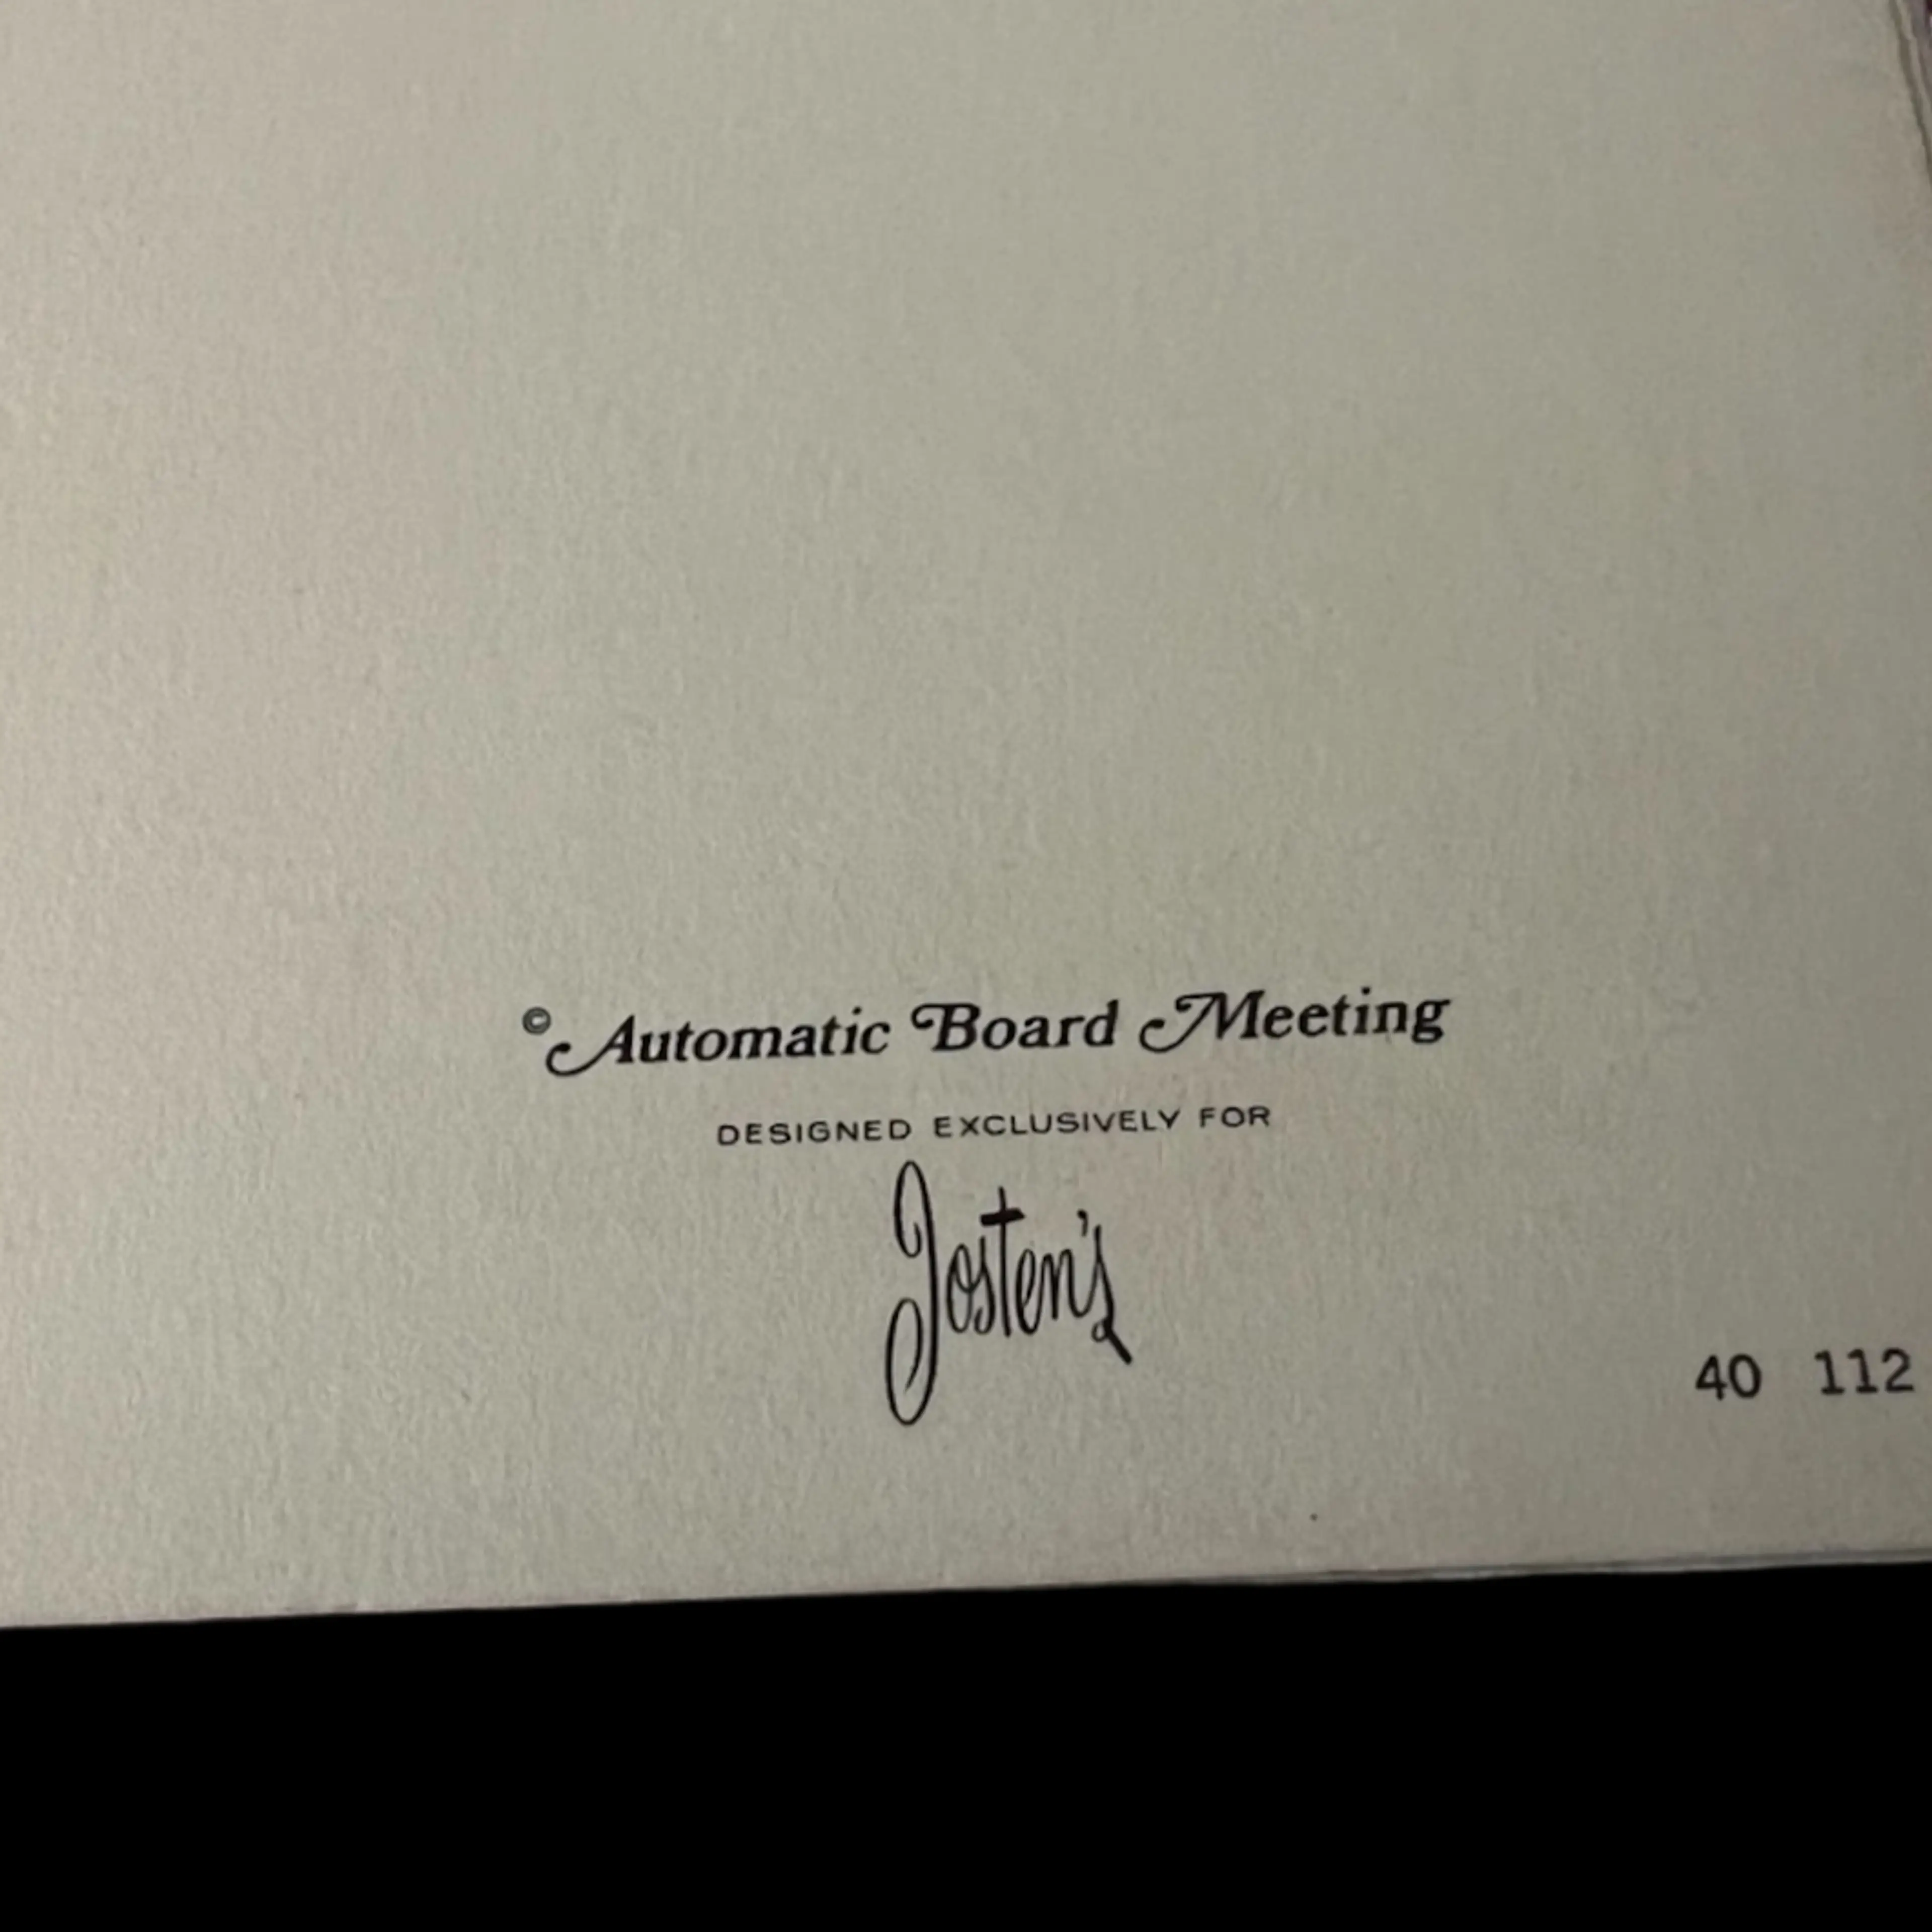 © Automatic Board Meeting
DESIGNED EXCLUSIVELY FOR
Josten's
40 112